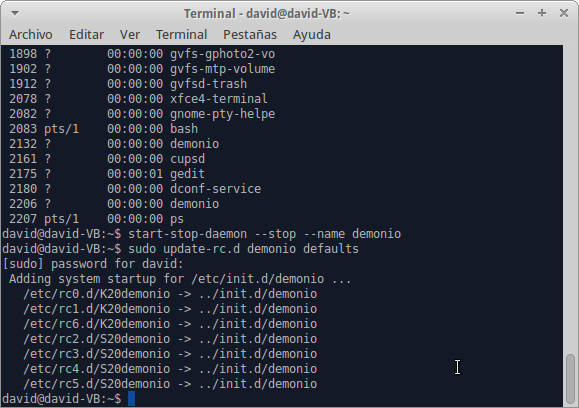 Terminal - david@david-VB: ~
Archivo Editar Ver Terminal Pestañas Ayuda
1898 ? 00:00:00 gvfs-gphoto2-vo
1902 ? 00:00:00 gvfs-mtp-volume
1912 ? 00:00:00 gvfsd-trash
2078 ? 00:00:00 xfce4-terminal
2082 ? 00:00:00 gnome-pty-helpe
2083 pts/1 00:00:00 bash
2132 ? 00:00:00 demonio
2161 ? 00:00:00 cupsd
2175 ? 00:00:01 gedit
2180 ? 00:00:00 dconf-service
2206 ? 00:00:00 demonio
2207 pts/1 00:00:00 ps
david@david-VB:~$ start-stop-daemon --stop --name demonio
david@david-VB:~$ sudo update-rc.d demonio defaults
[sudo] password for david:
Adding system startup for /etc/init.d/demonio ...
/etc/rc0.d/K20demonio -> ../init.d/demonio
/etc/rc1.d/K20demonio -> ../init.d/demonio
/etc/rc6.d/K20demonio -> ../init.d/demonio
/etc/rc2.d/S20demonio -> ../init.d/demonio
/etc/rc3.d/S20demonio -> ../init.d/demonio
/etc/rc4.d/S20demonio -> ../init.d/demonio
/etc/rc5.d/S20demonio -> ../init.d/demonio
david@david-VB:~$